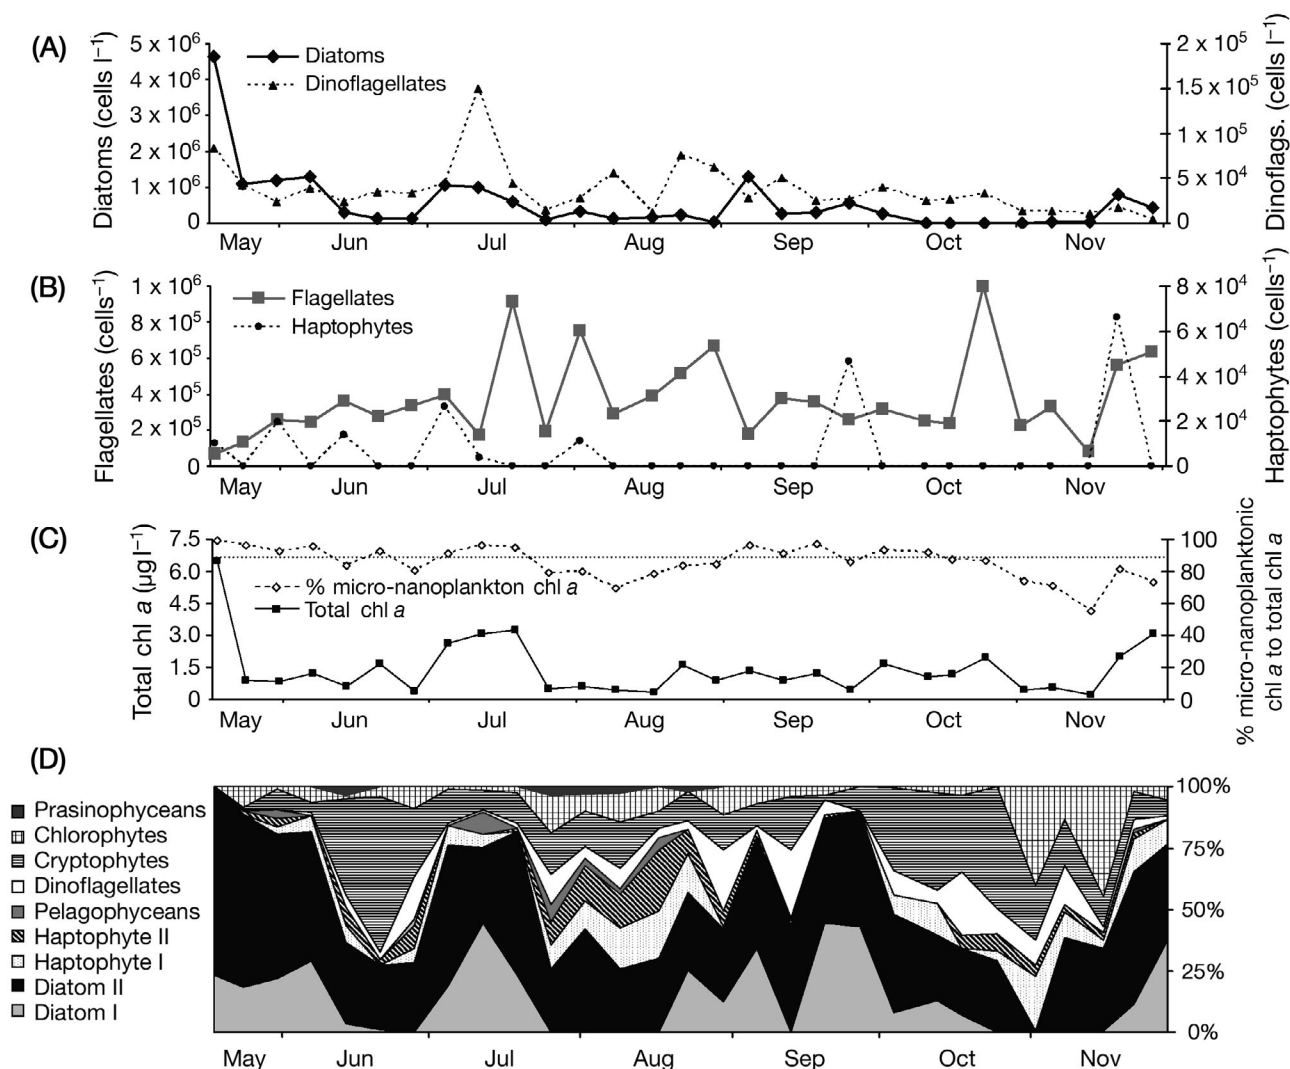 (A)
Diatoms (cells l⁻¹)
5 x 10⁶
4 x 10⁶
3 x 10⁶
2 x 10⁶
1 x 10⁶
0
Diatoms
Dinoflagellates
2 x 10⁵
1.5 x 10⁵
1 x 10⁵
5 x 10⁴
0
Dinoflags. (cells l⁻¹)
May Jun Jul Aug Sep Oct Nov
(B)
Flagellates (cells⁻¹)
1 x 10⁶
8 x 10⁵
6 x 10⁵
4 x 10⁵
2 x 10⁵
0
Flagellates
Haptophytes
8 x 10⁴
6 x 10⁴
4 x 10⁴
2 x 10⁴
0
Haptophytes (cells⁻¹)
May Jun Jul Aug Sep Oct Nov
(C)
Total chl a (µg l⁻¹)
7.5
6.0
4.5
3.0
1.5
0
% micro-nanoplankton chl a
Total chl a
100
80
60
40
20
0
% micro-nanoplanktonic
chl a to total chl a
May Jun Jul Aug Sep Oct Nov
(D)
Prasinophyceans
Chlorophytes
Cryptophytes
Dinoflagellates
Pelagophyceans
Haptophyte II
Haptophyte I
Diatom II
Diatom I
100%
75%
50%
25%
0%
May Jun Jul Aug Sep Oct Nov